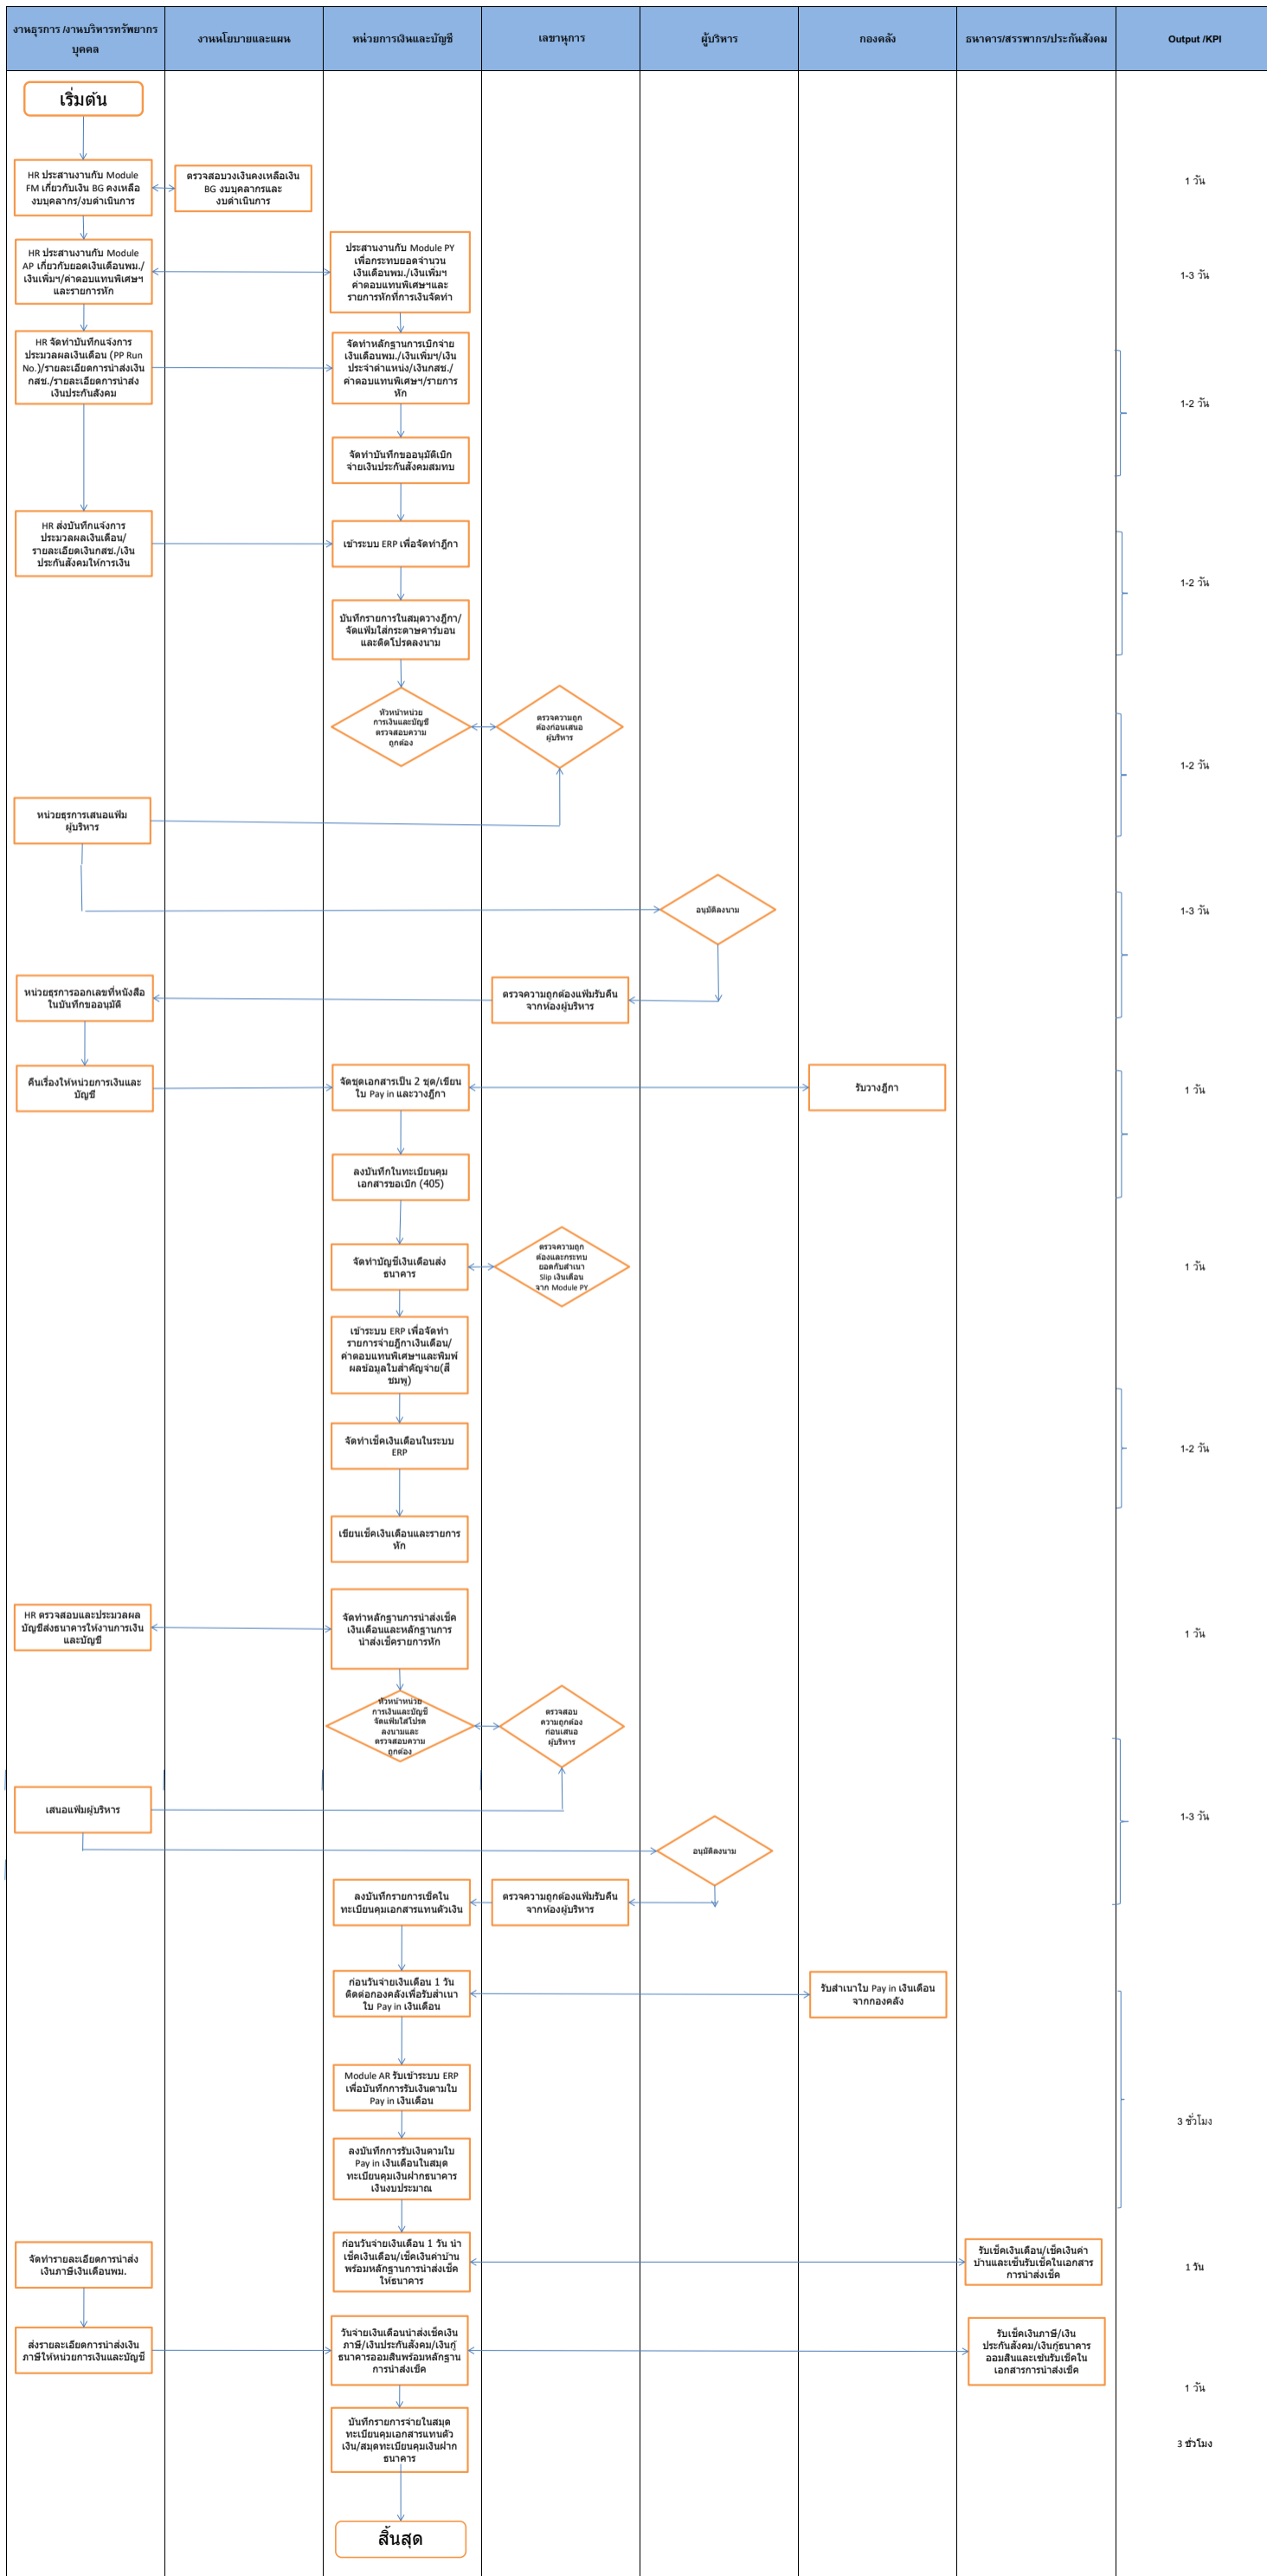 งานธุรการ /งานบริหารทรัพยากร
บุคคล
งานนโยบายและแผน
หน่วยการเงินและบัญชี
เลขานุการ
ผู้บริหาร
กองคลัง
ธนาคาร/สรรพากร/ประกันสังคม
Output /KPI
เริ่มต้น
HR ประสานงานกับ Module
FM เกี่ยวกับเงิน BG คงเหลือ
งบบุคลากร/งบดำเนินการ
ตรวจสอบวงเงินคงเหลือเงิน
BG งบบุคลากรและ
งบดำเนินการ
1 วัน
HR ประสานงานกับ Module
AP เกี่ยวกับยอดเงินเดือนพม./
เงินเพิ่มฯ/ค่าตอบแทนพิเศษฯ
และรายการหัก
ประสานงานกับ Module PY
เพื่อกระทบยอดจำนวน
เงินเดือนพม./เงินเพิ่มฯ
ค่าตอบแทนพิเศษฯและ
รายการหักที่การเงินจัดทำ
1-3 วัน
HR จัดทำบันทึกแจ้งการ
ประมวลผลเงินเดือน (PP Run
No.)/รายละเอียดการนำส่งเงิน
กสช./รายละเอียดการนำส่ง
เงินประกันสังคม
จัดทำหลักฐานการเบิกจ่าย
เงินเดือนพม./เงินเพิ่มฯ/เงิน
ประจำตำแหน่ง/เงินกสช./
ค่าตอบแทนพิเศษฯ/รายการ
หัก
1-2 วัน
จัดทำบันทึกขออนุมัติเบิก
จ่ายเงินประกันสังคมสมทบ
HR ส่งบันทึกแจ้งการ
ประมวลผลเงินเดือน/
รายละเอียดเงินกสช./เงิน
ประกันสังคมให้การเงิน
เข้าระบบ ERP เพื่อจัดทำฎีกา
1-2 วัน
บันทึกรายการในสมุดวางฎีกา/
จัดแฟ้มใส่กระดาษคาร์บอน
และติดโปรดลงนาม
หัวหน้าหน่วย
การเงินและบัญชี
ตรวจสอบความ
ถูกต้อง
ตรวจความถูก
ต้องก่อนเสนอ
ผู้บริหาร
1-2 วัน
หน่วยธุรการเสนอแฟ้ม
ผู้บริหาร
อนุมัติลงนาม
1-3 วัน
หน่วยธุรการออกเลขที่หนังสือ
ในบันทึกขออนุมัติ
ตรวจความถูกต้องแฟ้มรับคืน
จากห้องผู้บริหาร
คืนเรื่องให้หน่วยการเงินและ
บัญชี
จัดชุดเอกสารเป็น 2 ชุด/เขียน
ใบ Pay in และวางฎีกา
รับวางฎีกา
1 วัน
ลงบันทึกในทะเบียนคุม
เอกสารขอเบิก (405)
จัดทำบัญชีเงินเดือนส่ง
ธนาคาร
ตรวจความถูก
ต้องและกระทบ
ยอดกับสำเนา
Slip เงินเดือน
จาก Module PY
1 วัน
เข้าระบบ ERP เพื่อจัดทำ
รายการจ่ายฎีกาเงินเดือน/
ค่าตอบแทนพิเศษฯและพิมพ์
ผลข้อมูลใบสำคัญจ่าย(สี
ชมพู)
จัดทำเช็คเงินเดือนในระบบ
ERP
1-2 วัน
เขียนเช็คเงินเดือนและรายการ
หัก
HR ตรวจสอบและประมวลผล
บัญชีส่งธนาคารให้งานการเงิน
และบัญชี
จัดทำหลักฐานการนำส่งเช็ค
เงินเดือนและหลักฐานการ
นำส่งเช็ครายการหัก
1 วัน
หัวหน้าหน่วย
การเงินและบัญชี
จัดแฟ้มใส่โปรด
ลงนามและ
ตรวจสอบความ
ถูกต้อง
ตรวจสอบ
ความถูกต้อง
ก่อนเสนอ
ผู้บริหาร
เสนอแฟ้มผู้บริหาร
1-3 วัน
อนุมัติลงนาม
ลงบันทึกรายการเช็คใน
ทะเบียนคุมเอกสารแทนตัวเงิน
ตรวจความถูกต้องแฟ้มรับคืน
จากห้องผู้บริหาร
ก่อนวันจ่ายเงินเดือน 1 วัน
ติดต่อกองคลังเพื่อรับสำเนา
ใบ Pay in เงินเดือน
รับสำเนาใบ Pay in เงินเดือน
จากกองคลัง
Module AR รับเข้าระบบ ERP
เพื่อบันทึกการรับเงินตามใบ
Pay in เงินเดือน
3 ชั่วโมง
ลงบันทึกการรับเงินตามใบ
Pay in เงินเดือนในสมุด
ทะเบียนคุมเงินฝากธนาคาร
เงินงบประมาณ
จัดทำรายละเอียดการนำส่ง
เงินภาษีเงินเดือนพม.
ก่อนวันจ่ายเงินเดือน 1 วัน นำ
เช็คเงินเดือน/เช็คเงินค่าบ้าน
พร้อมหลักฐานการนำส่งเช็ค
ให้ธนาคาร
รับเช็คเงินเดือน/เช็คเงินค่า
บ้านและเซ็นรับเช็คในเอกสาร
การนำส่งเช็ค
1 วัน
ส่งรายละเอียดการนำส่งเงิน
ภาษีให้หน่วยการเงินและบัญชี
วันจ่ายเงินเดือนนำส่งเช็คเงิน
ภาษี/เงินประกันสังคม/เงินกู้
ธนาคารออมสินพร้อมหลักฐาน
การนำส่งเช็ค
รับเช็คเงินภาษี/เงิน
ประกันสังคม/เงินกู้ธนาคาร
ออมสินและเซ่นรับเช็คใน
เอกสารการนำส่งเช็ค
1 วัน
บันทึกรายการจ่ายในสมุด
ทะเบียนคุมเอกสารแทนตัว
เงิน/สมุดทะเบียนคุมเงินฝาก
ธนาคาร
3 ชั่วโมง
สิ้นสุด